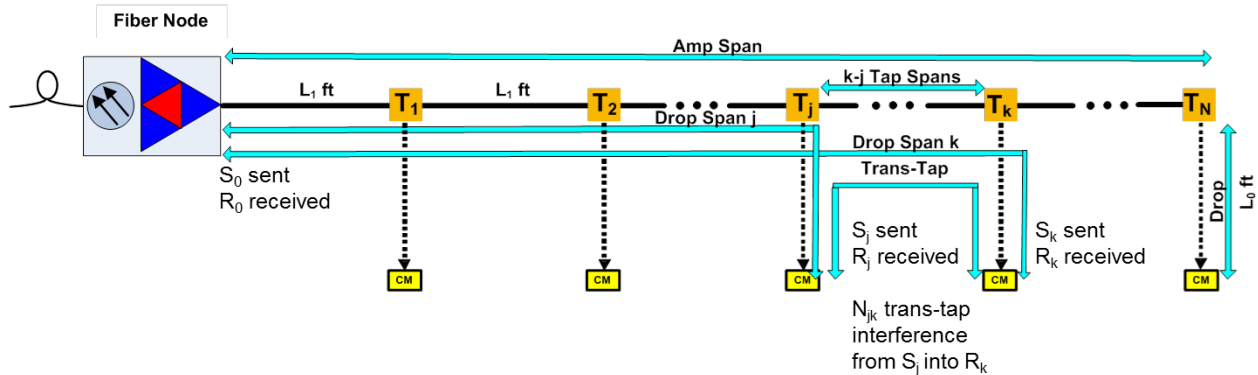 Fiber Node
Amp Span
k-j Tap Spans
L₁ ft
L₁ ft
T₁
T₂
Tⱼ
Tₖ
T_N
Drop Span j
Drop Span k
Trans-Tap
S₀ sent
R₀ received
Sⱼ sent
Rⱼ received
Sₖ sent
Rₖ received
Drop
L₀ ft
CM
CM
CM
CM
CM
Nⱼₖ trans-tap
interference
from Sⱼ into Rₖ